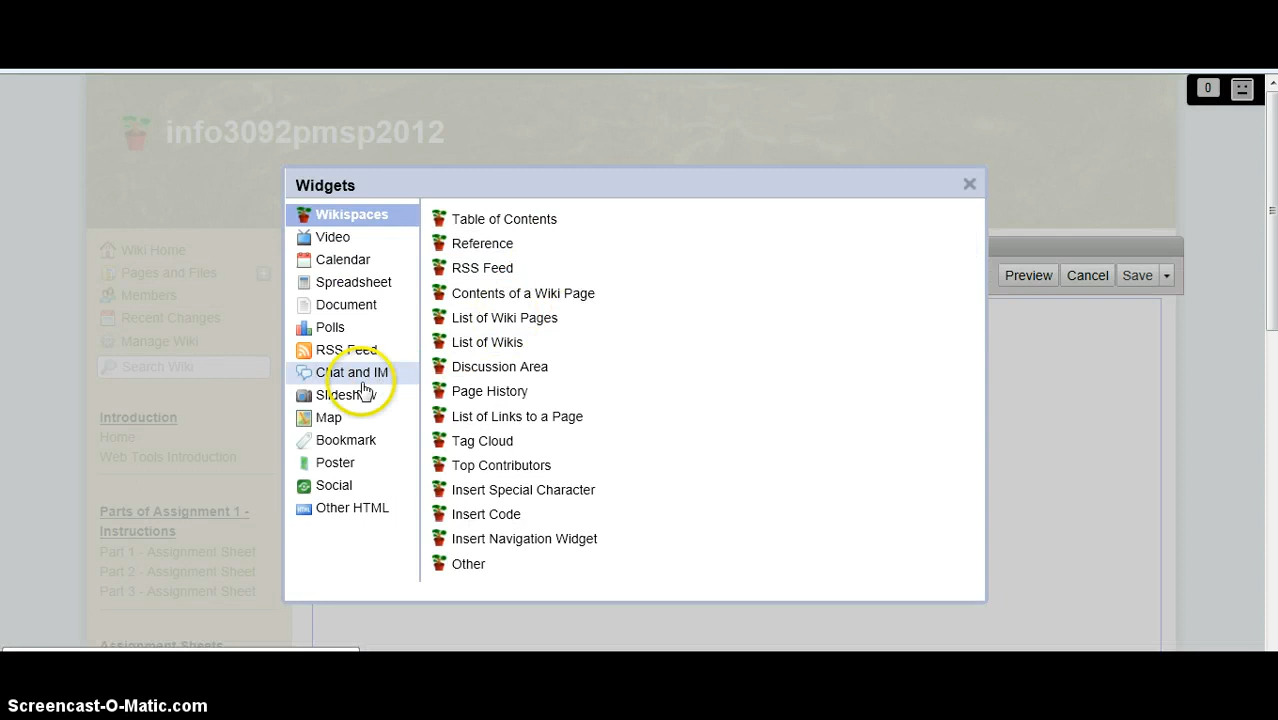 0
info3092pmsp2012
Widgets
Wikispaces
Video
Calendar
Spreadsheet
Document
Polls
RSS Feed
Chat and IM
Slideshow
Map
Bookmark
Poster
Social
Other HTML
Table of Contents
Reference
RSS Feed
Contents of a Wiki Page
List of Wiki Pages
List of Wikis
Discussion Area
Page History
List of Links to a Page
Tag Cloud
Top Contributors
Insert Special Character
Insert Code
Insert Navigation Widget
Other
Wiki Home
Pages and Files
Members
Recent Changes
Manage Wiki
Search Wiki
Introduction
Home
Web Tools Introduction
Parts of Assignment 1 -
Instructions
Part 1 - Assignment Sheet
Part 2 - Assignment Sheet
Part 3 - Assignment Sheet
Assignment Sheets
Preview Cancel Save
Screencast-O-Matic.com